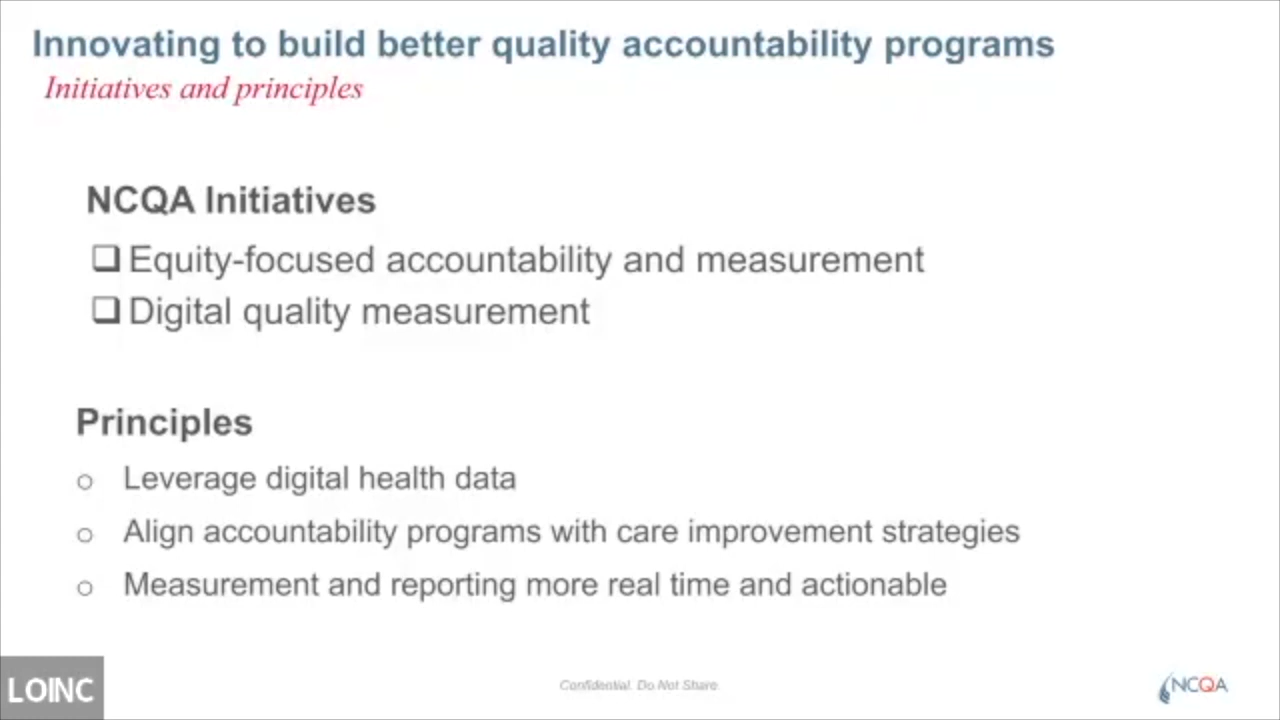 Innovating to build better quality accountability programs
Initiatives and principles
NCQA Initiatives
❑ Equity-focused accountability and measurement
❑ Digital quality measurement
Principles
o Leverage digital health data
o Align accountability programs with care improvement strategies
o Measurement and reporting more real time and actionable
LOINC
Confidential. Do Not Share
NCQA